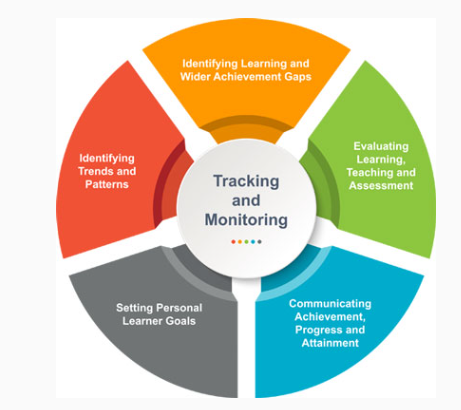 Identifying Learning and
Wider Achievement Gaps
Evaluating
Learning,
Teaching and
Assessment
Communicating
Achievement,
Progress and
Attainment
Setting Personal
Learner Goals
Identifying
Trends and
Patterns
Tracking
and
Monitoring